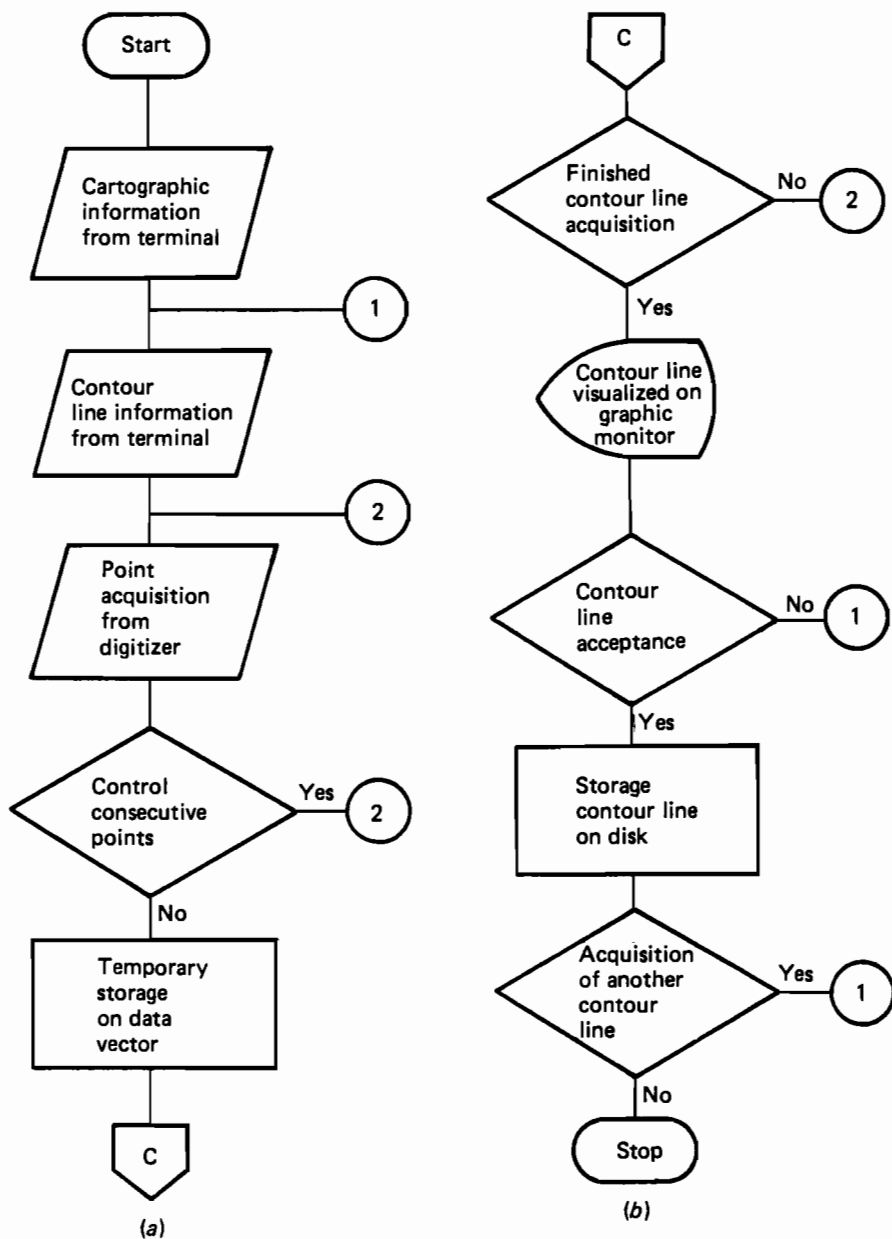 Start
Cartographic
information
from terminal
1
Contour
line information
from terminal
2
Point
acquisition
from
digitizer
Control
consecutive
points
Yes
2
No
Temporary
storage
on data
vector
C
(a)
C
Finished
contour line
acquisition
No
2
Yes
Contour line
visualized on
graphic
monitor
Contour
line
acceptance
No
1
Yes
Storage
contour line
on disk
Acquisition
of another
contour
line
Yes
1
No
Stop
(b)